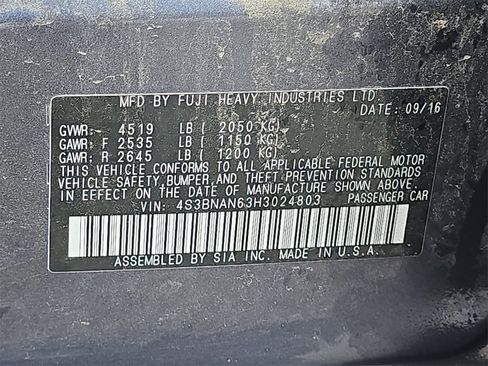 MFD BY FUJI HEAVY INDUSTRIES LTD.
DATE: 09/16
GVWR: 4519 LB ( 2050 KG)
GAWR: F 2535 LB ( 1150 KG)
GAWR: R 2645 LB ( 1200 KG)
THIS VEHICLE CONFORMS TO ALL APPLICABLE FEDERAL MOTOR
VEHICLE SAFETY, BUMPER, AND THEFT PREVENTION STANDARDS
IN EFFECT ON THE DATE OF MANUFACTURE SHOWN ABOVE.
VIN: 4S3BNAN63H3024803 PASSENGER CAR
ASSEMBLED BY SIA INC. MADE IN U.S.A.